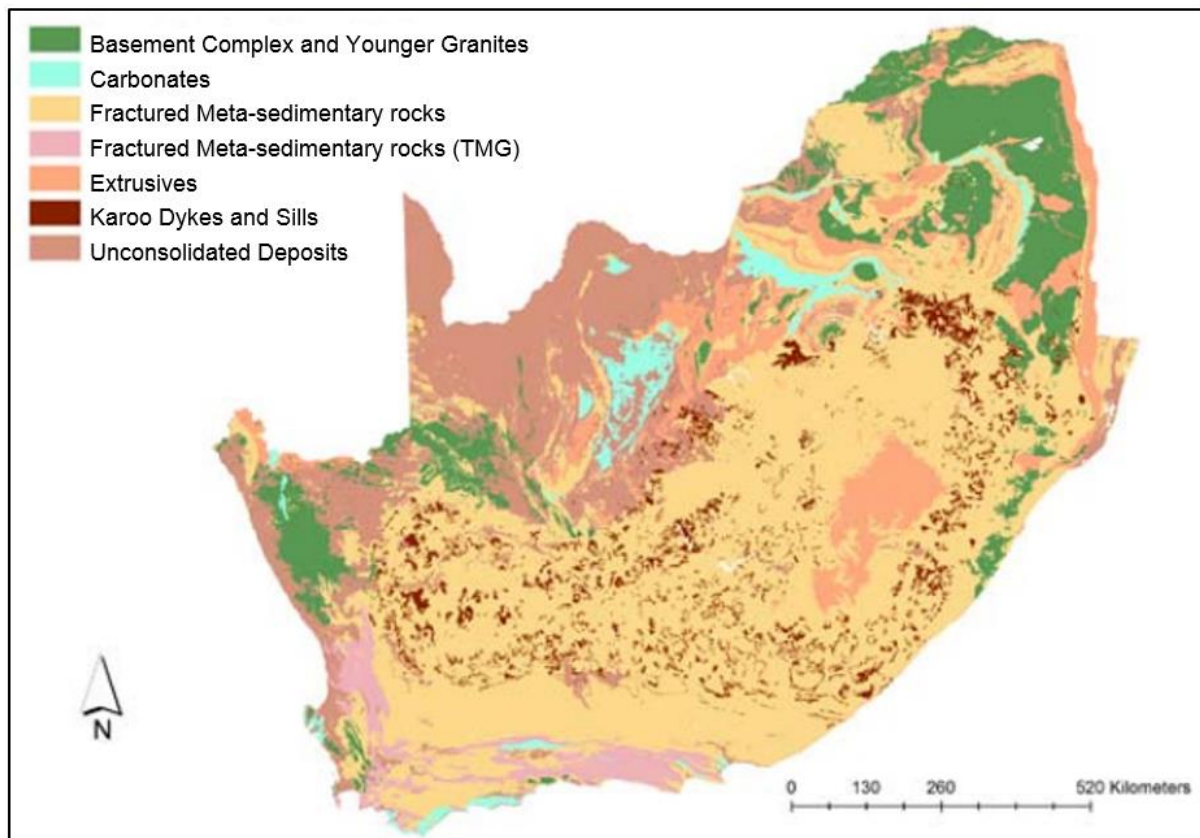 Basement Complex and Younger Granites
Carbonates
Fractured Meta-sedimentary rocks
Fractured Meta-sedimentary rocks (TMG)
Extrusives
Karoo Dykes and Sills
Unconsolidated Deposits
N
0 130 260 520 Kilometers